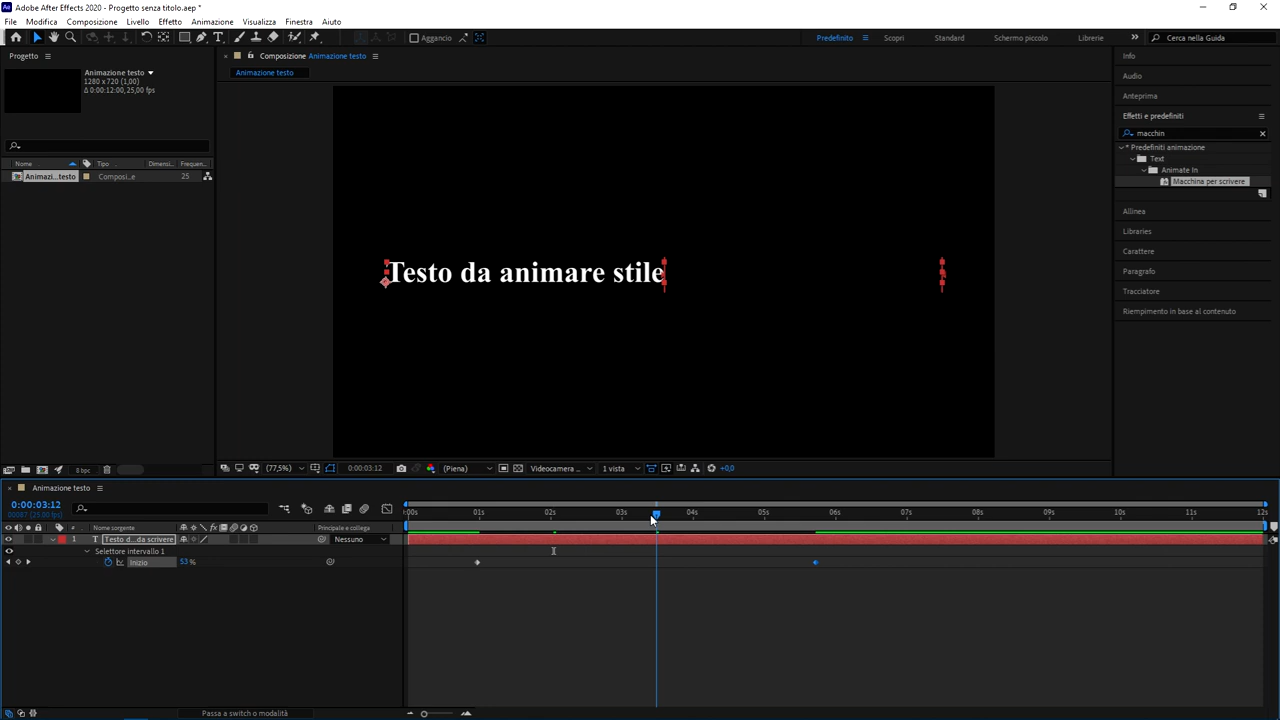 Adobe After Effects 2020 - Progetto senza titolo.aep *
File Modifica Composizione Livello Effetto Animazione Visualizza Finestra Aiuto
Aggancio
Predefinito Scopri Standard Schermo piccolo Librerie Cerca nella Guida
Progetto
Animazione testo
1280 x 720 (1,00)
Δ 0:00:12:00, 25,00 fps
Nome Tipo Dimensi.. Frequen...
Animazi...testo Composi...e 25
8 bpc
Composizione Animazione testo
Animazione testo
Testo da animare stile
(77,5%) 0:00:03:12 (Piena) Videocamera ... 1 vista +0,0
Info
Audio
Anteprima
Effetti e predefiniti
macchin
* Predefiniti animazione
Text
Animate In
Macchina per scrivere
Allinea
Libraries
Carattere
Paragrafo
Tracciatore
Riempimento in base al contenuto
Animazione testo
0:00:03:12
00087 (25.00 fps)
:00s 01s 02s 03s 04s 05s 06s 07s 08s 09s 10s 11s 12s
# Nome sorgente Principale e collega
1 T Testo d...da scrivere Nessuno
Selettore intervallo 1
Inizio 53 %
Passa a switch o modalità